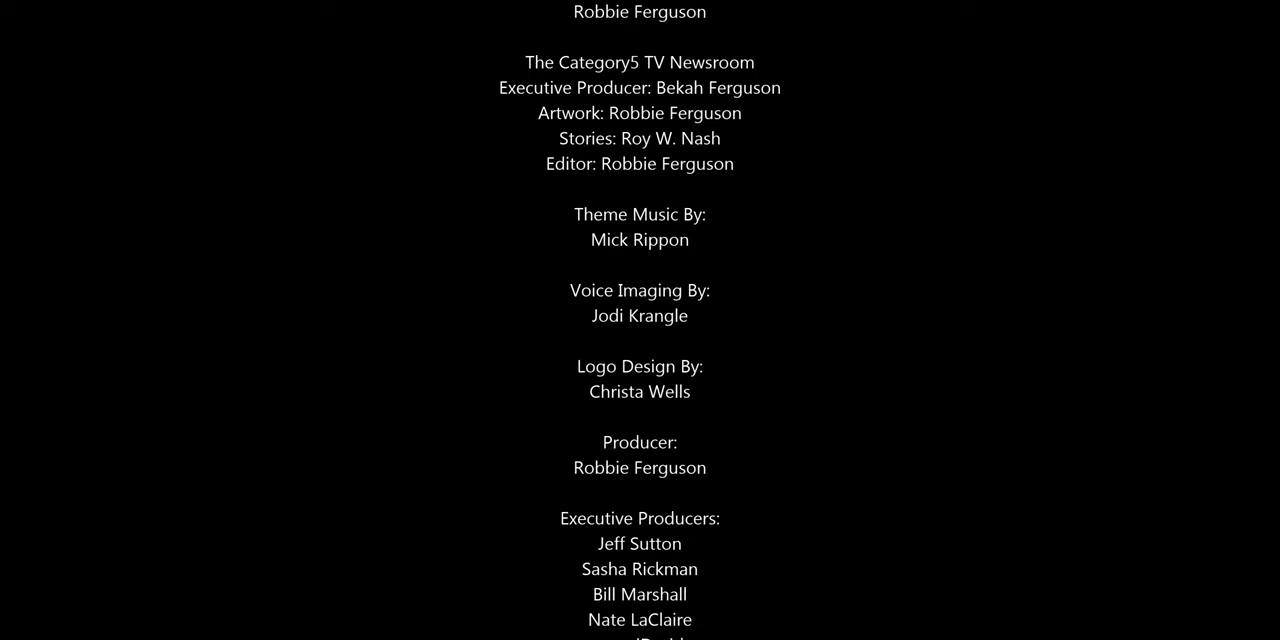 Robbie Ferguson
The Category5 TV Newsroom
Executive Producer: Bekah Ferguson
Artwork: Robbie Ferguson
Stories: Roy W. Nash
Editor: Robbie Ferguson
Theme Music By:
Mick Rippon
Voice Imaging By:
Jodi Krangle
Logo Design By:
Christa Wells
Producer:
Robbie Ferguson
Executive Producers:
Jeff Sutton
Sasha Rickman
Bill Marshall
Nate LaClaire